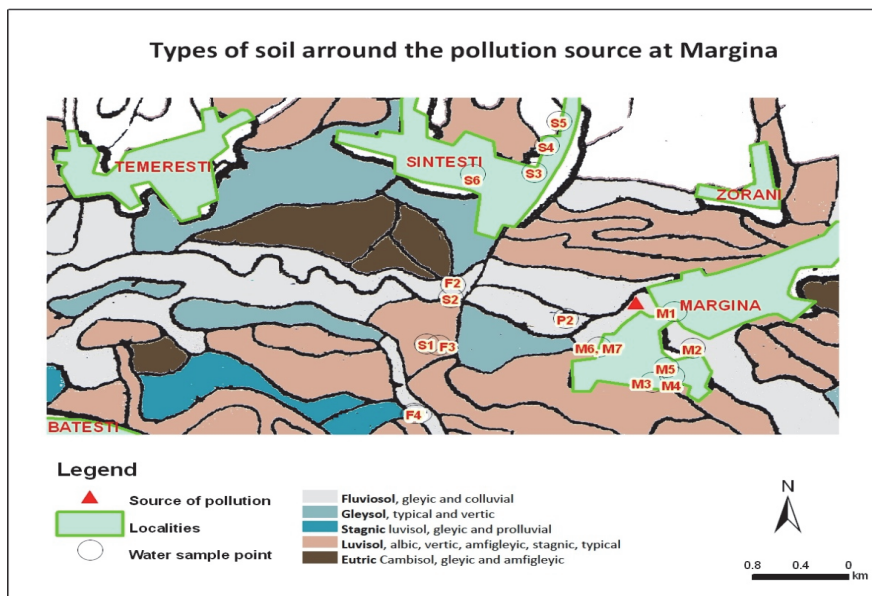 Types of soil arround the pollution source at Margina
S5
TEMERESTI
SINTESTI
S4
S6
S3
ZORANI
F2
S2
MARGINA
M1
P2
S1 F3
M6, M7
M2
M5
M3 M4
F4
BATESTI
Legend
Source of pollution
Localities
Water sample point
Fluviosol, gleyic and colluvial
Gleysol, typical and vertic
Stagnic luvisol, gleyic and prolluvial
Luvisol, albic, vertic, amfigleyic, stagnic, typical
Eutric Cambisol, gleyic and amfigleyic
N
0.8 0.4 0
km